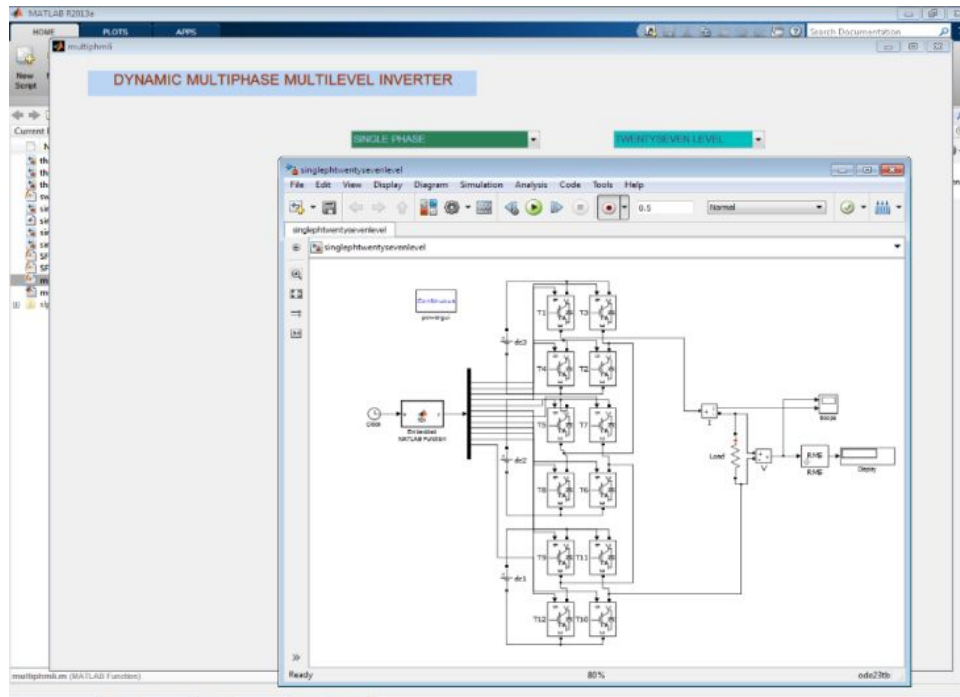 MATLAB R2013a
HOME PLOTS APPS
Search Documentation
multiphmli
New
Script
DYNAMIC MULTIPHASE MULTILEVEL INVERTER
SINGLE PHASE TWENTYSEVEN LEVEL
Current
singlephtwentysevenlevel
File Edit View Display Diagram Simulation Analysis Code Tools Help
0.5 Normal
singlephtwentysevenlevel
singlephtwentysevenlevel
Continuous
powergui
T1 T3
dc3
T4 T2
Clock
Embedded
MATLAB Function
T5 T7
I
Scope
dc2
Load
V
RMS
RMS
Display
T8 T6
T9 T11
dc1
T12 T10
Ready 80% ode23tb
multiphmli.m (MATLAB Function)